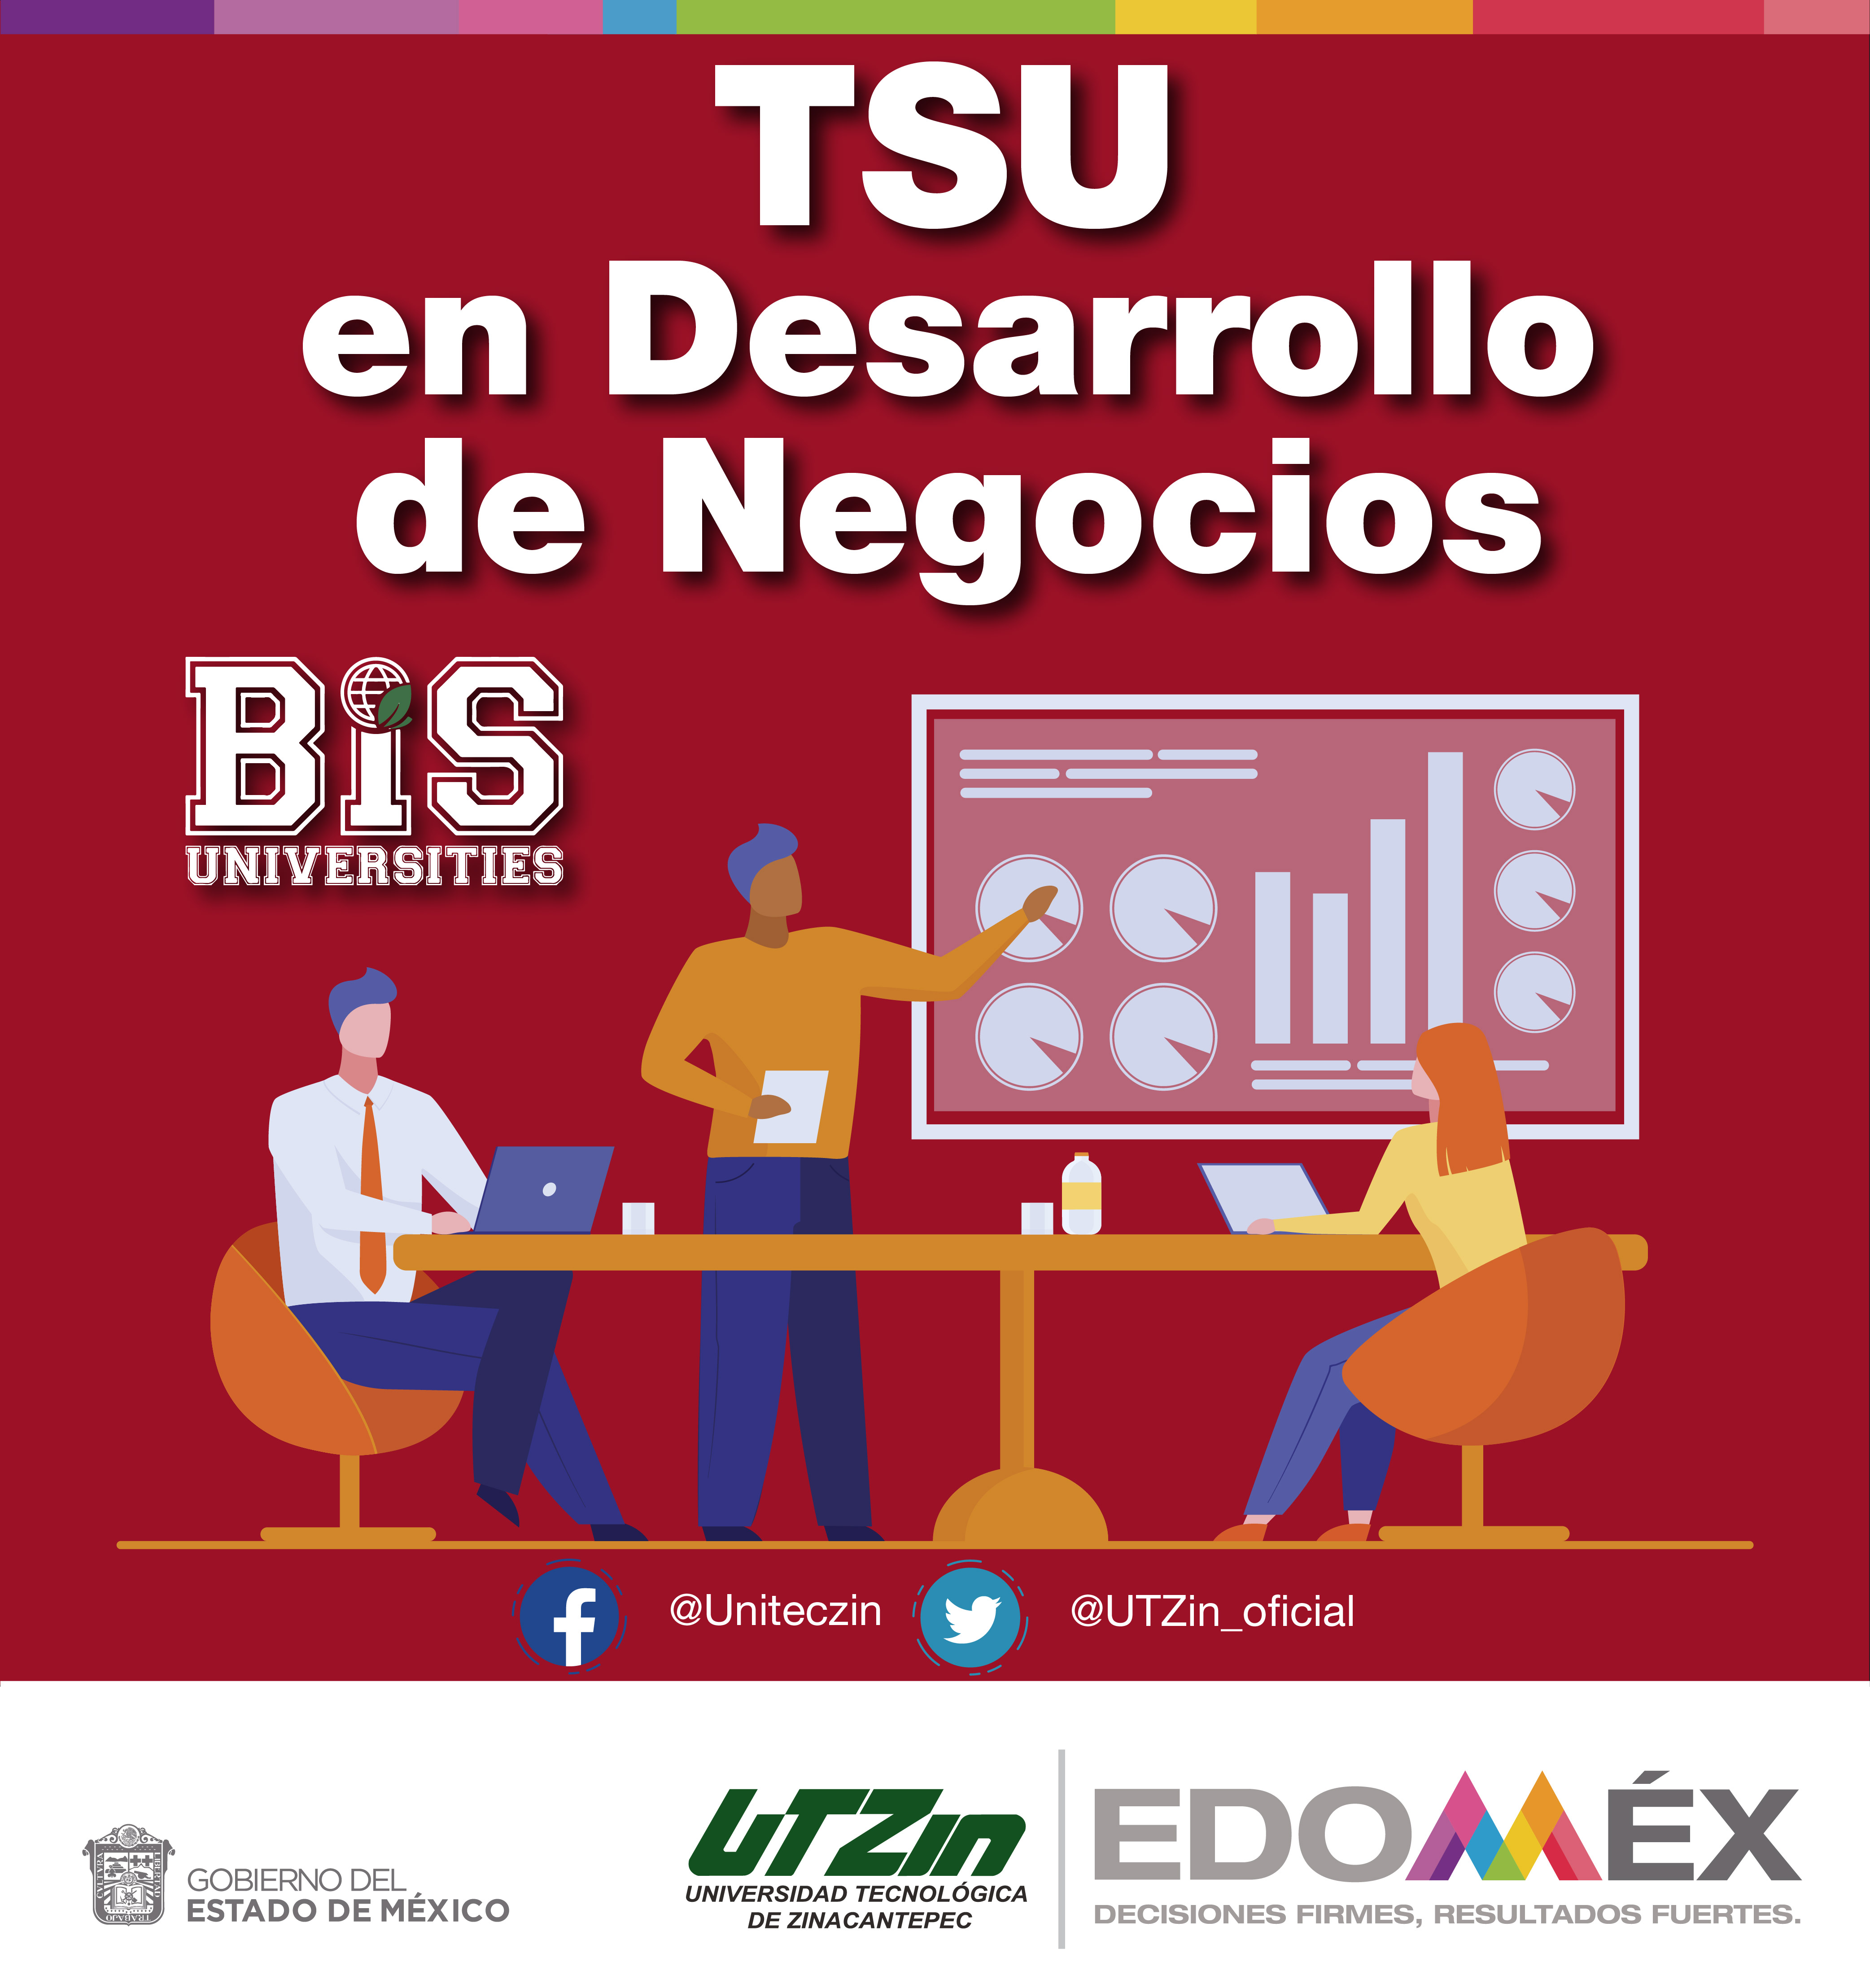 TSU
en Desarrollo
de Negocios
BiS
UNIVERSITIES
@Uniteczin
@UTZin_oficial
GOBIERNO DEL
ESTADO DE MÉXICO
UTZin
UNIVERSIDAD TECNOLÓGICA
DE ZINACANTEPEC
EDOMÉX
DECISIONES FIRMES, RESULTADOS FUERTES.